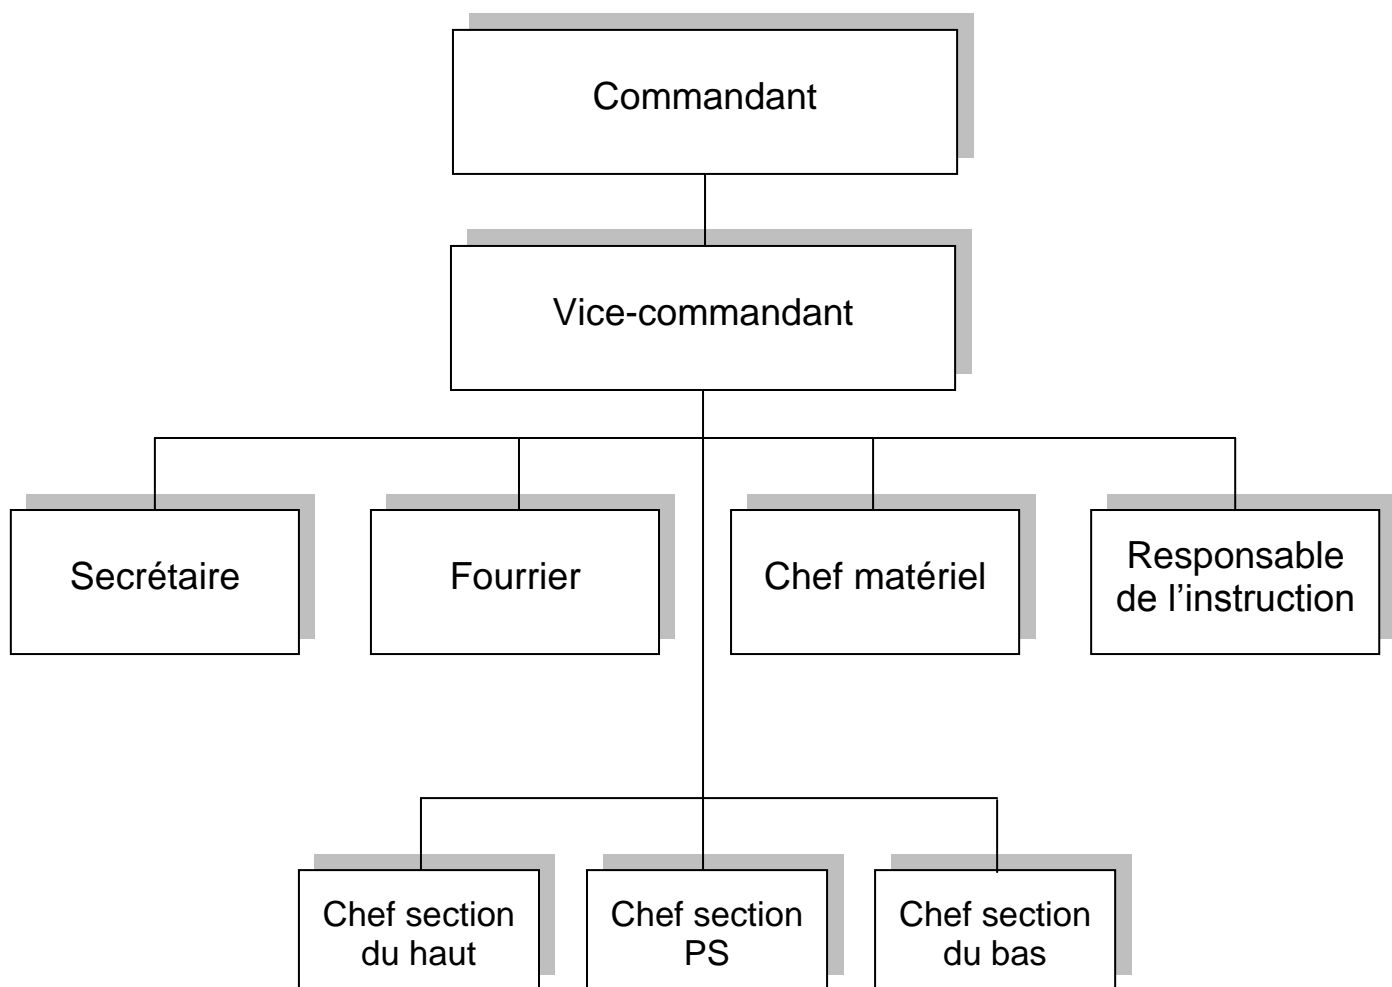 Commandant
Vice-commandant
Secrétaire
Fourrier
Chef matériel
Responsable
de l’instruction
Chef section
du haut
Chef section
PS
Chef section
du bas